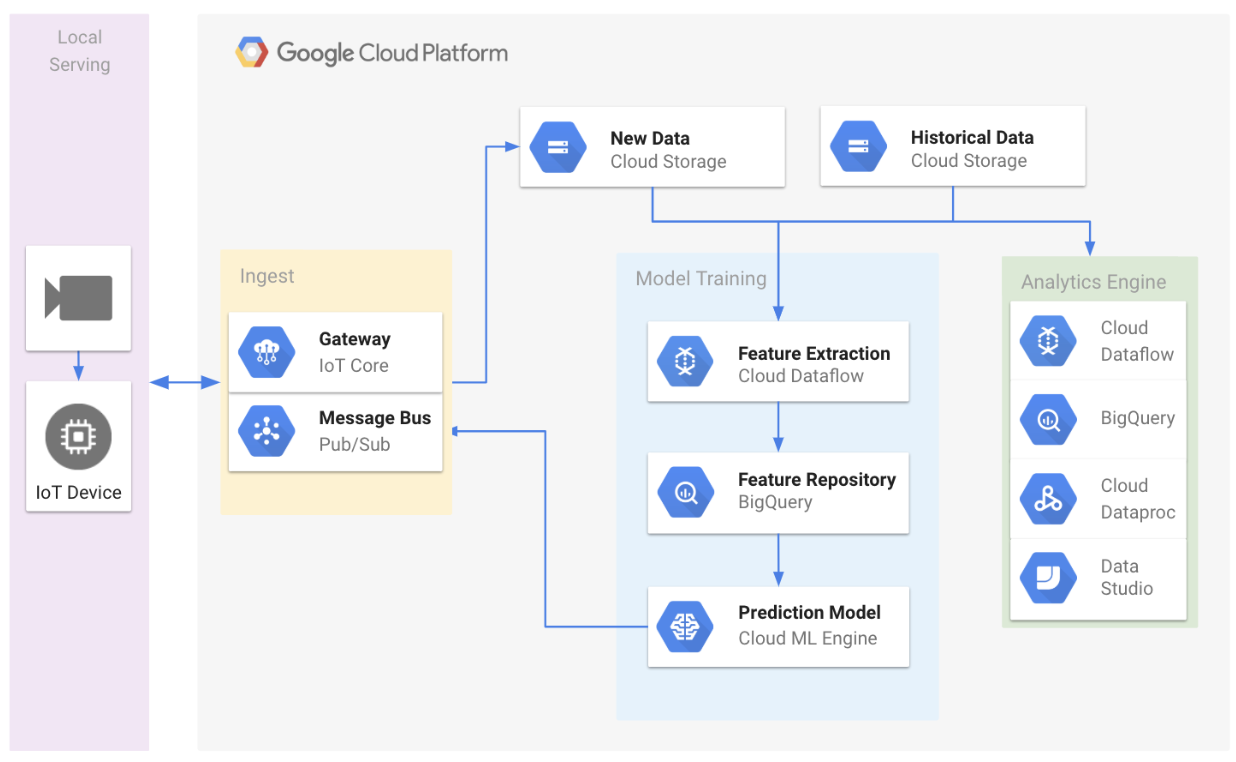 Local
Serving
Google Cloud Platform
New Data
Cloud Storage
Historical Data
Cloud Storage
Ingest
Gateway
IoT Core
Message Bus
Pub/Sub
IoT Device
Model Training
Feature Extraction
Cloud Dataflow
Feature Repository
BigQuery
Prediction Model
Cloud ML Engine
Analytics Engine
Cloud
Dataflow
BigQuery
Cloud
Dataproc
Data
Studio